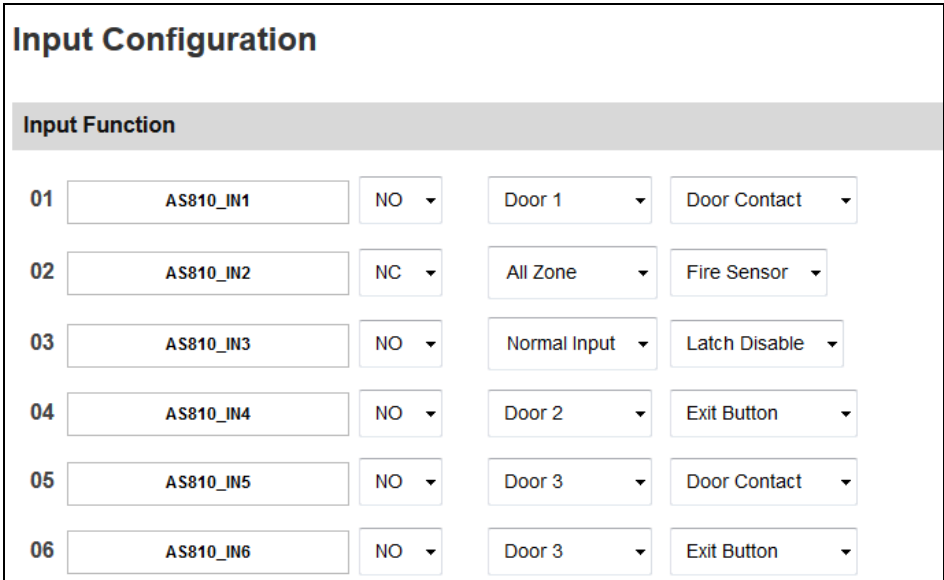 Input Configuration
Input Function
01 AS810_IN1 NO Door 1 Door Contact
02 AS810_IN2 NC All Zone Fire Sensor
03 AS810_IN3 NO Normal Input Latch Disable
04 AS810_IN4 NO Door 2 Exit Button
05 AS810_IN5 NO Door 3 Door Contact
06 AS810_IN6 NO Door 3 Exit Button